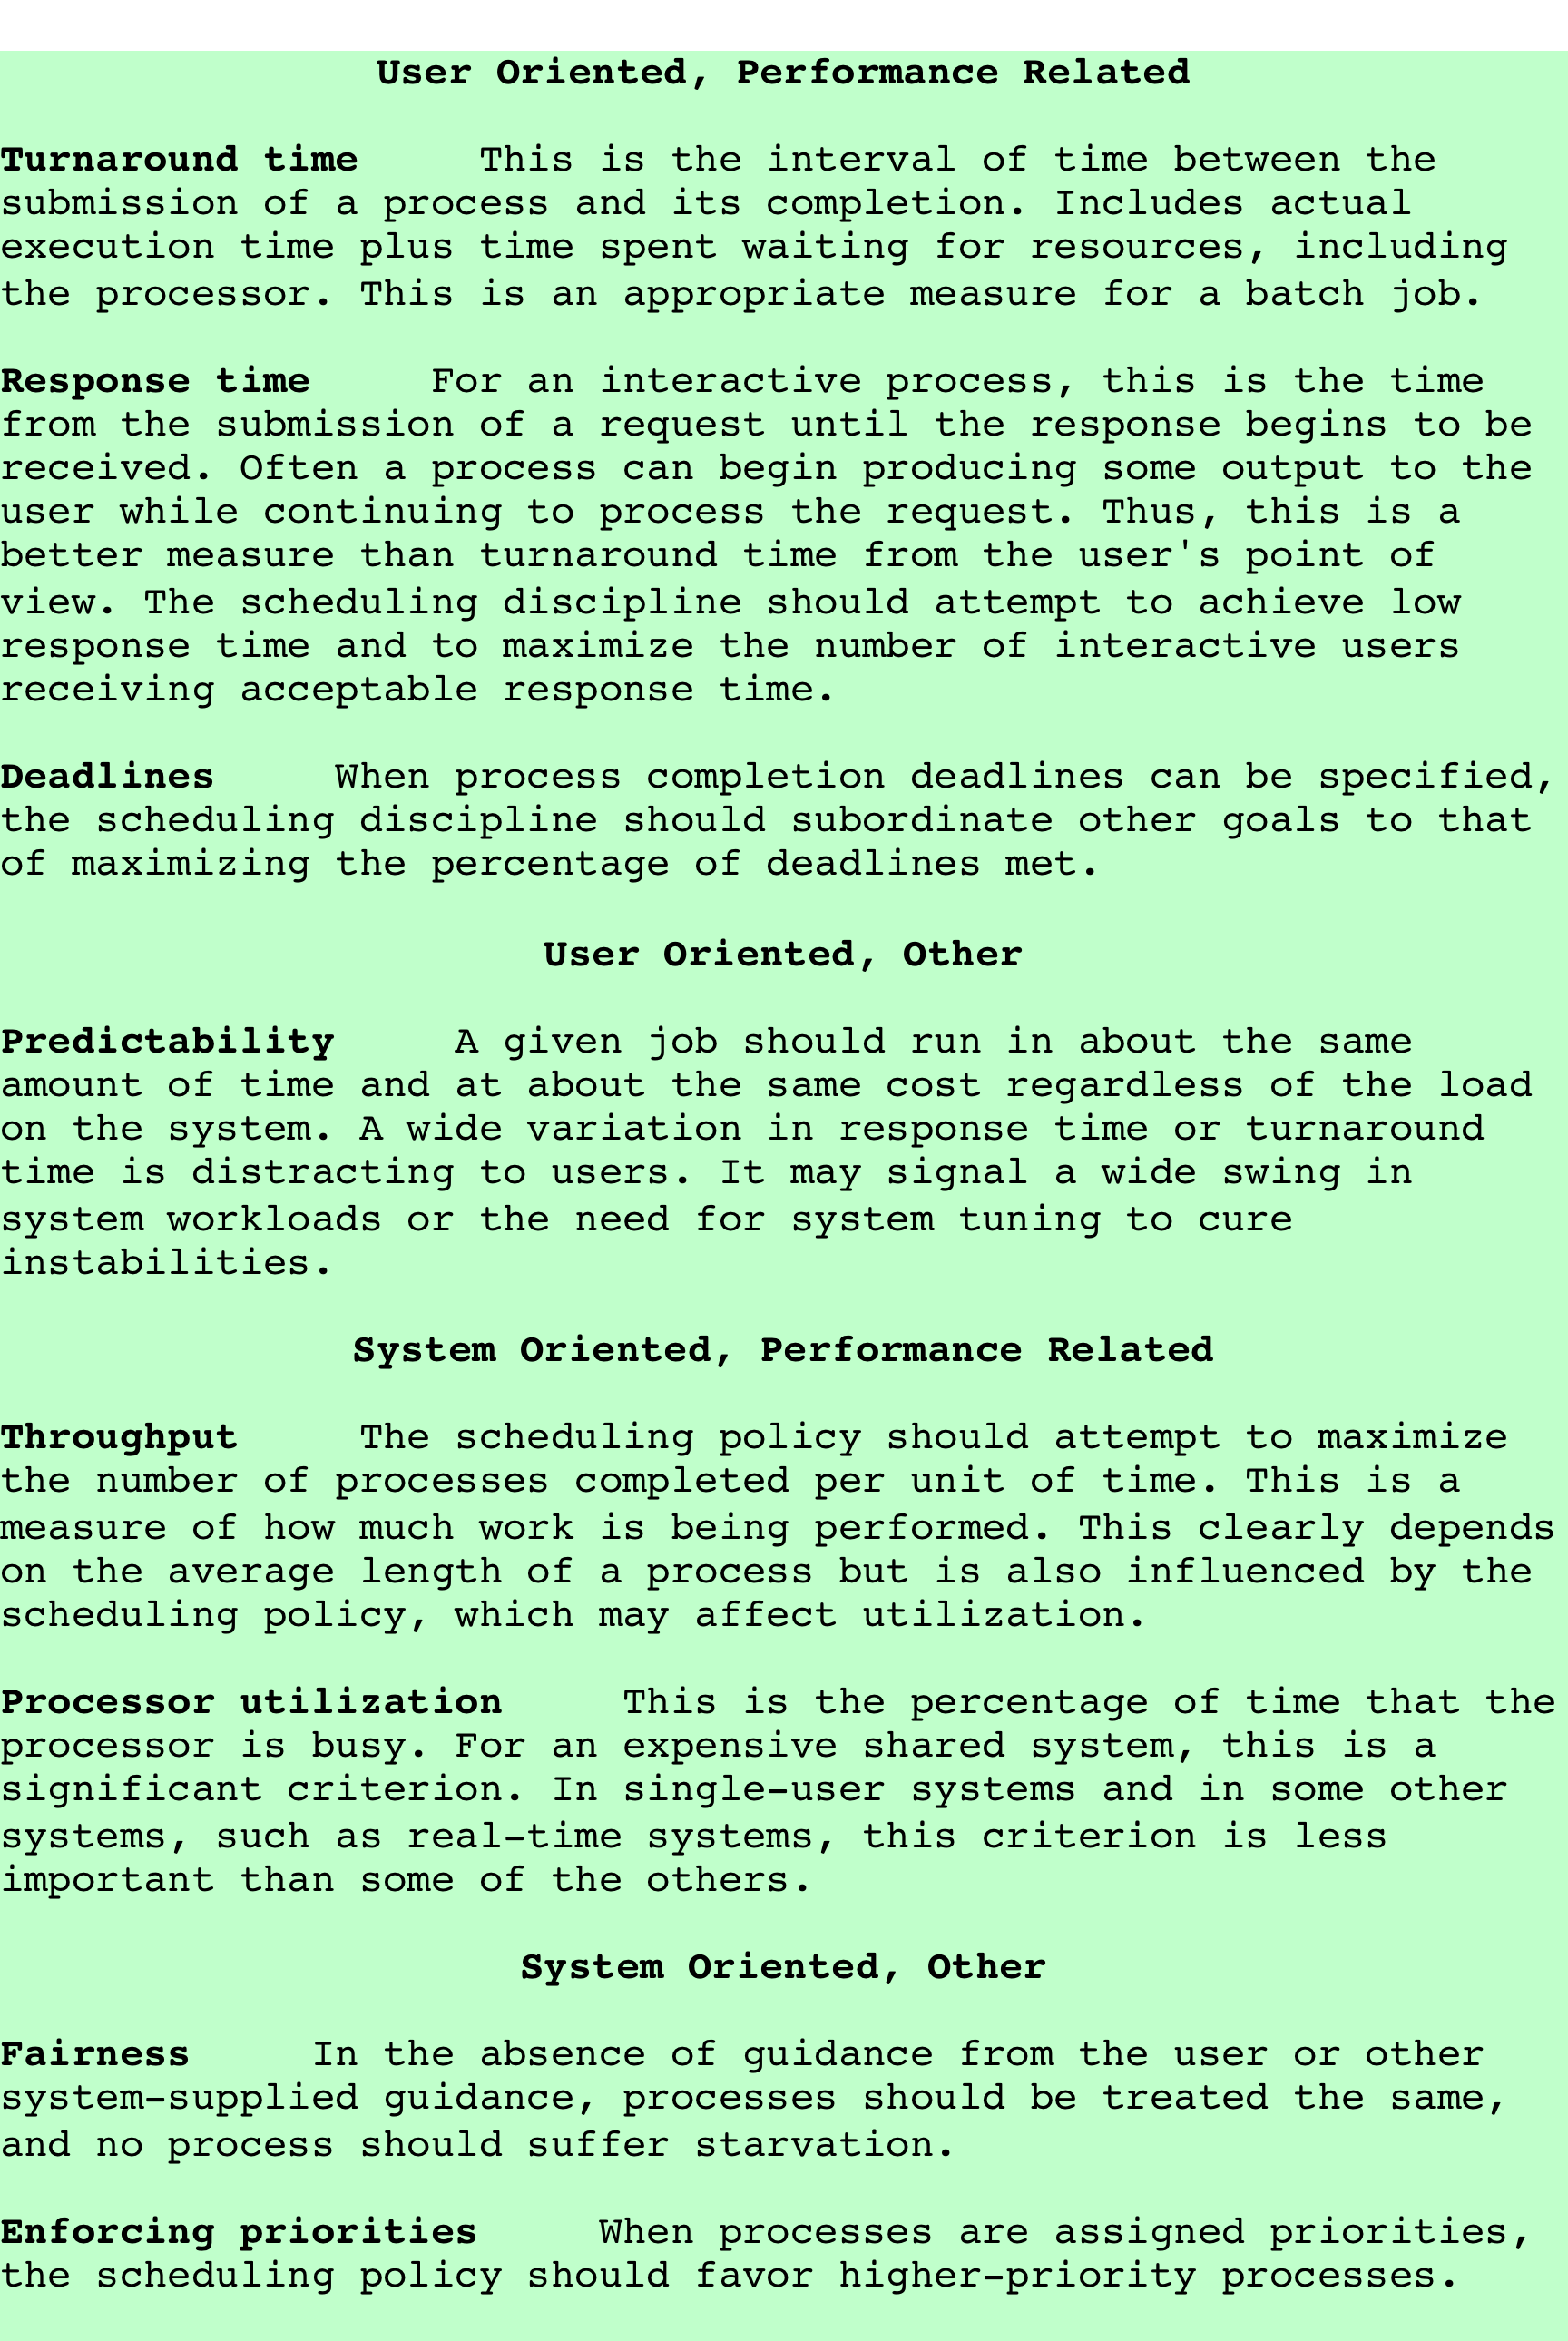 User Oriented, Performance Related
Turnaround time This is the interval of time between the
submission of a process and its completion. Includes actual
execution time plus time spent waiting for resources, including
the processor. This is an appropriate measure for a batch job.
Response time For an interactive process, this is the time
from the submission of a request until the response begins to be
received. Often a process can begin producing some output to the
user while continuing to process the request. Thus, this is a
better measure than turnaround time from the user's point of
view. The scheduling discipline should attempt to achieve low
response time and to maximize the number of interactive users
receiving acceptable response time.
Deadlines When process completion deadlines can be specified,
the scheduling discipline should subordinate other goals to that
of maximizing the percentage of deadlines met.
User Oriented, Other
Predictability A given job should run in about the same
amount of time and at about the same cost regardless of the load
on the system. A wide variation in response time or turnaround
time is distracting to users. It may signal a wide swing in
system workloads or the need for system tuning to cure
instabilities.
System Oriented, Performance Related
Throughput The scheduling policy should attempt to maximize
the number of processes completed per unit of time. This is a
measure of how much work is being performed. This clearly depends
on the average length of a process but is also influenced by the
scheduling policy, which may affect utilization.
Processor utilization This is the percentage of time that the
processor is busy. For an expensive shared system, this is a
significant criterion. In single-user systems and in some other
systems, such as real-time systems, this criterion is less
important than some of the others.
System Oriented, Other
Fairness In the absence of guidance from the user or other
system-supplied guidance, processes should be treated the same,
and no process should suffer starvation.
Enforcing priorities When processes are assigned priorities,
the scheduling policy should favor higher-priority processes.